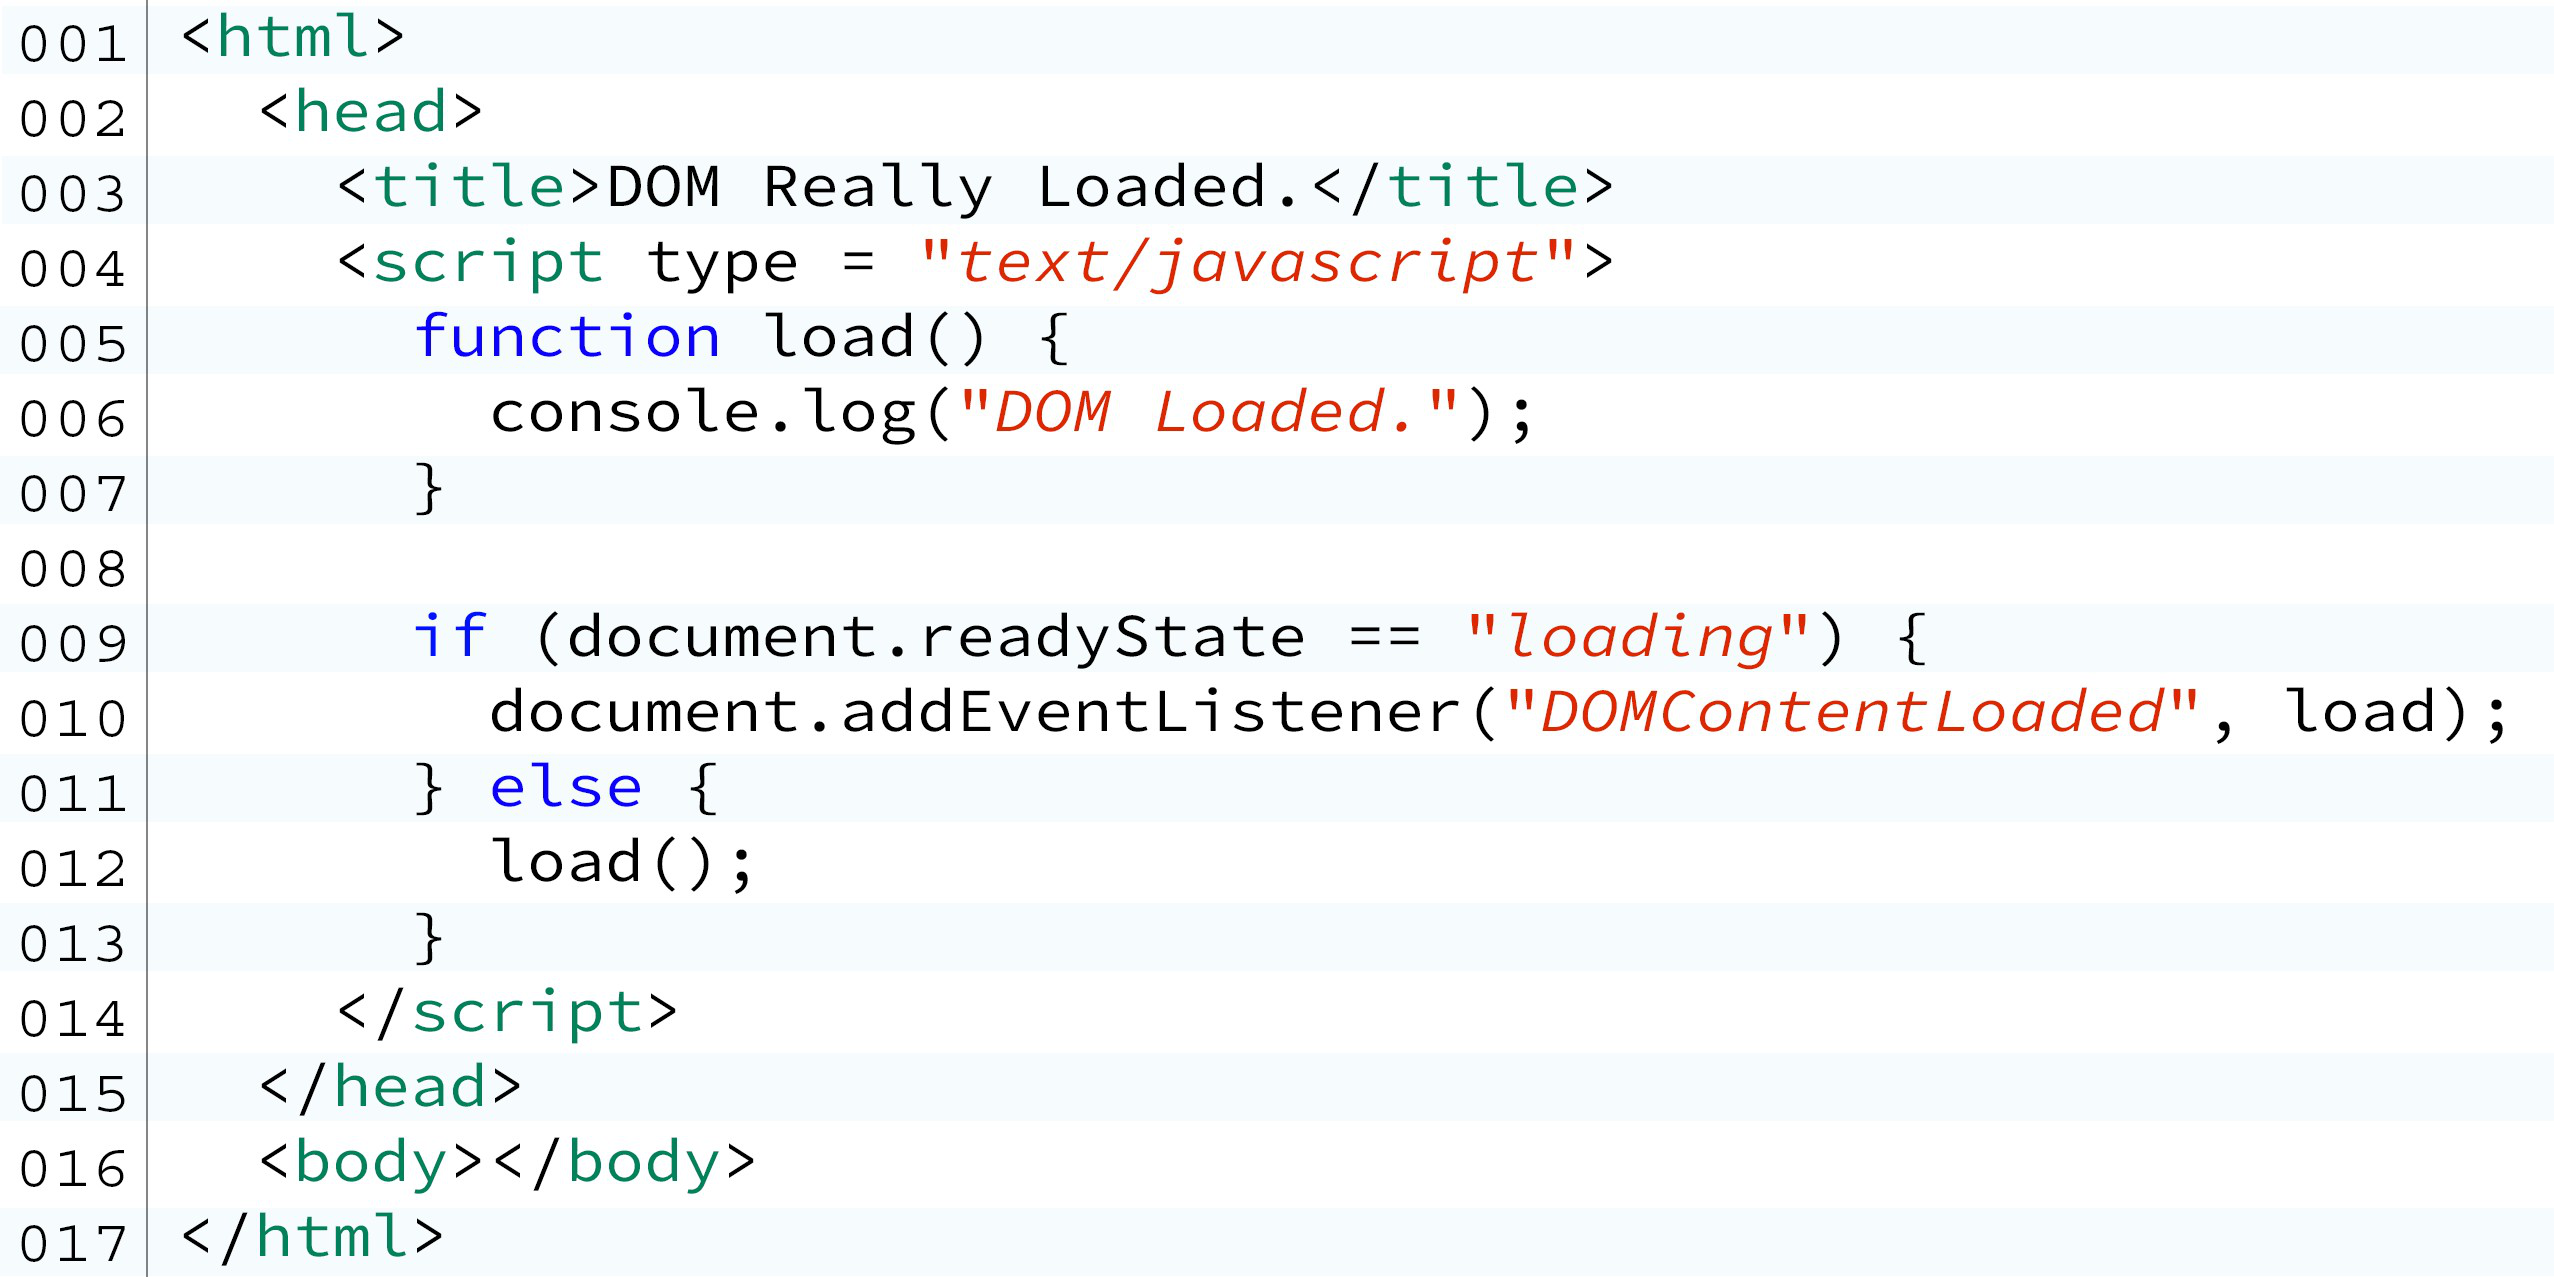 001 <html>
002   <head>
003     <title>DOM Really Loaded.</title>
004     <script type = "text/javascript">
005       function load() {
006         console.log("DOM Loaded.");
007       }
008
009       if (document.readyState == "loading") {
010         document.addEventListener("DOMContentLoaded", load);
011       } else {
012         load();
013       }
014     </script>
015   </head>
016   <body></body>
017 </html>